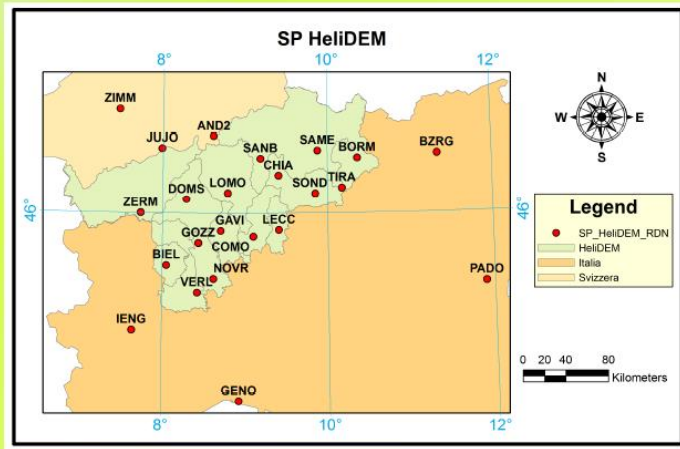 SP HeliDEM
8° 10° 12°
N
W E
S
ZIMM
AND2
JUJO
SANB
SAME
BORM
BZRG
CHIA
DOMS
LOMO
SOND
TIRA
ZERM
46°
46°
GAVI
LECC
GOZZ
COMO
BIEL
NOVR
VERL
PADO
IENG
GENO
8° 10° 12°
Legend
SP_HeliDEM_RDN
HeliDEM
Italia
Svizzera
0 20 40 80
Kilometers